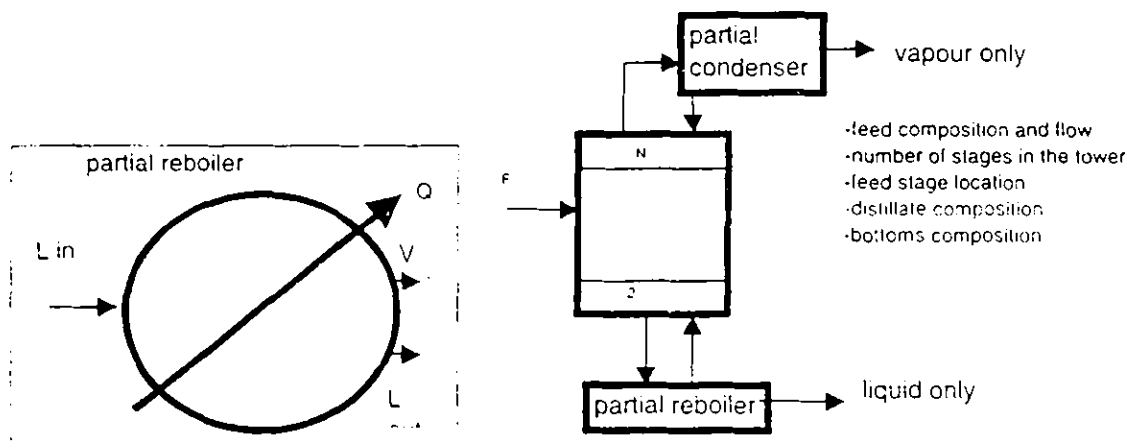 partial reboiler
Q
L in
V
L
partial
condenser
vapour only
N
F
2
partial reboiler
liquid only
-feed composition and flow
-number of stages in the tower
-feed stage location
-distillate composition
-bottoms composition